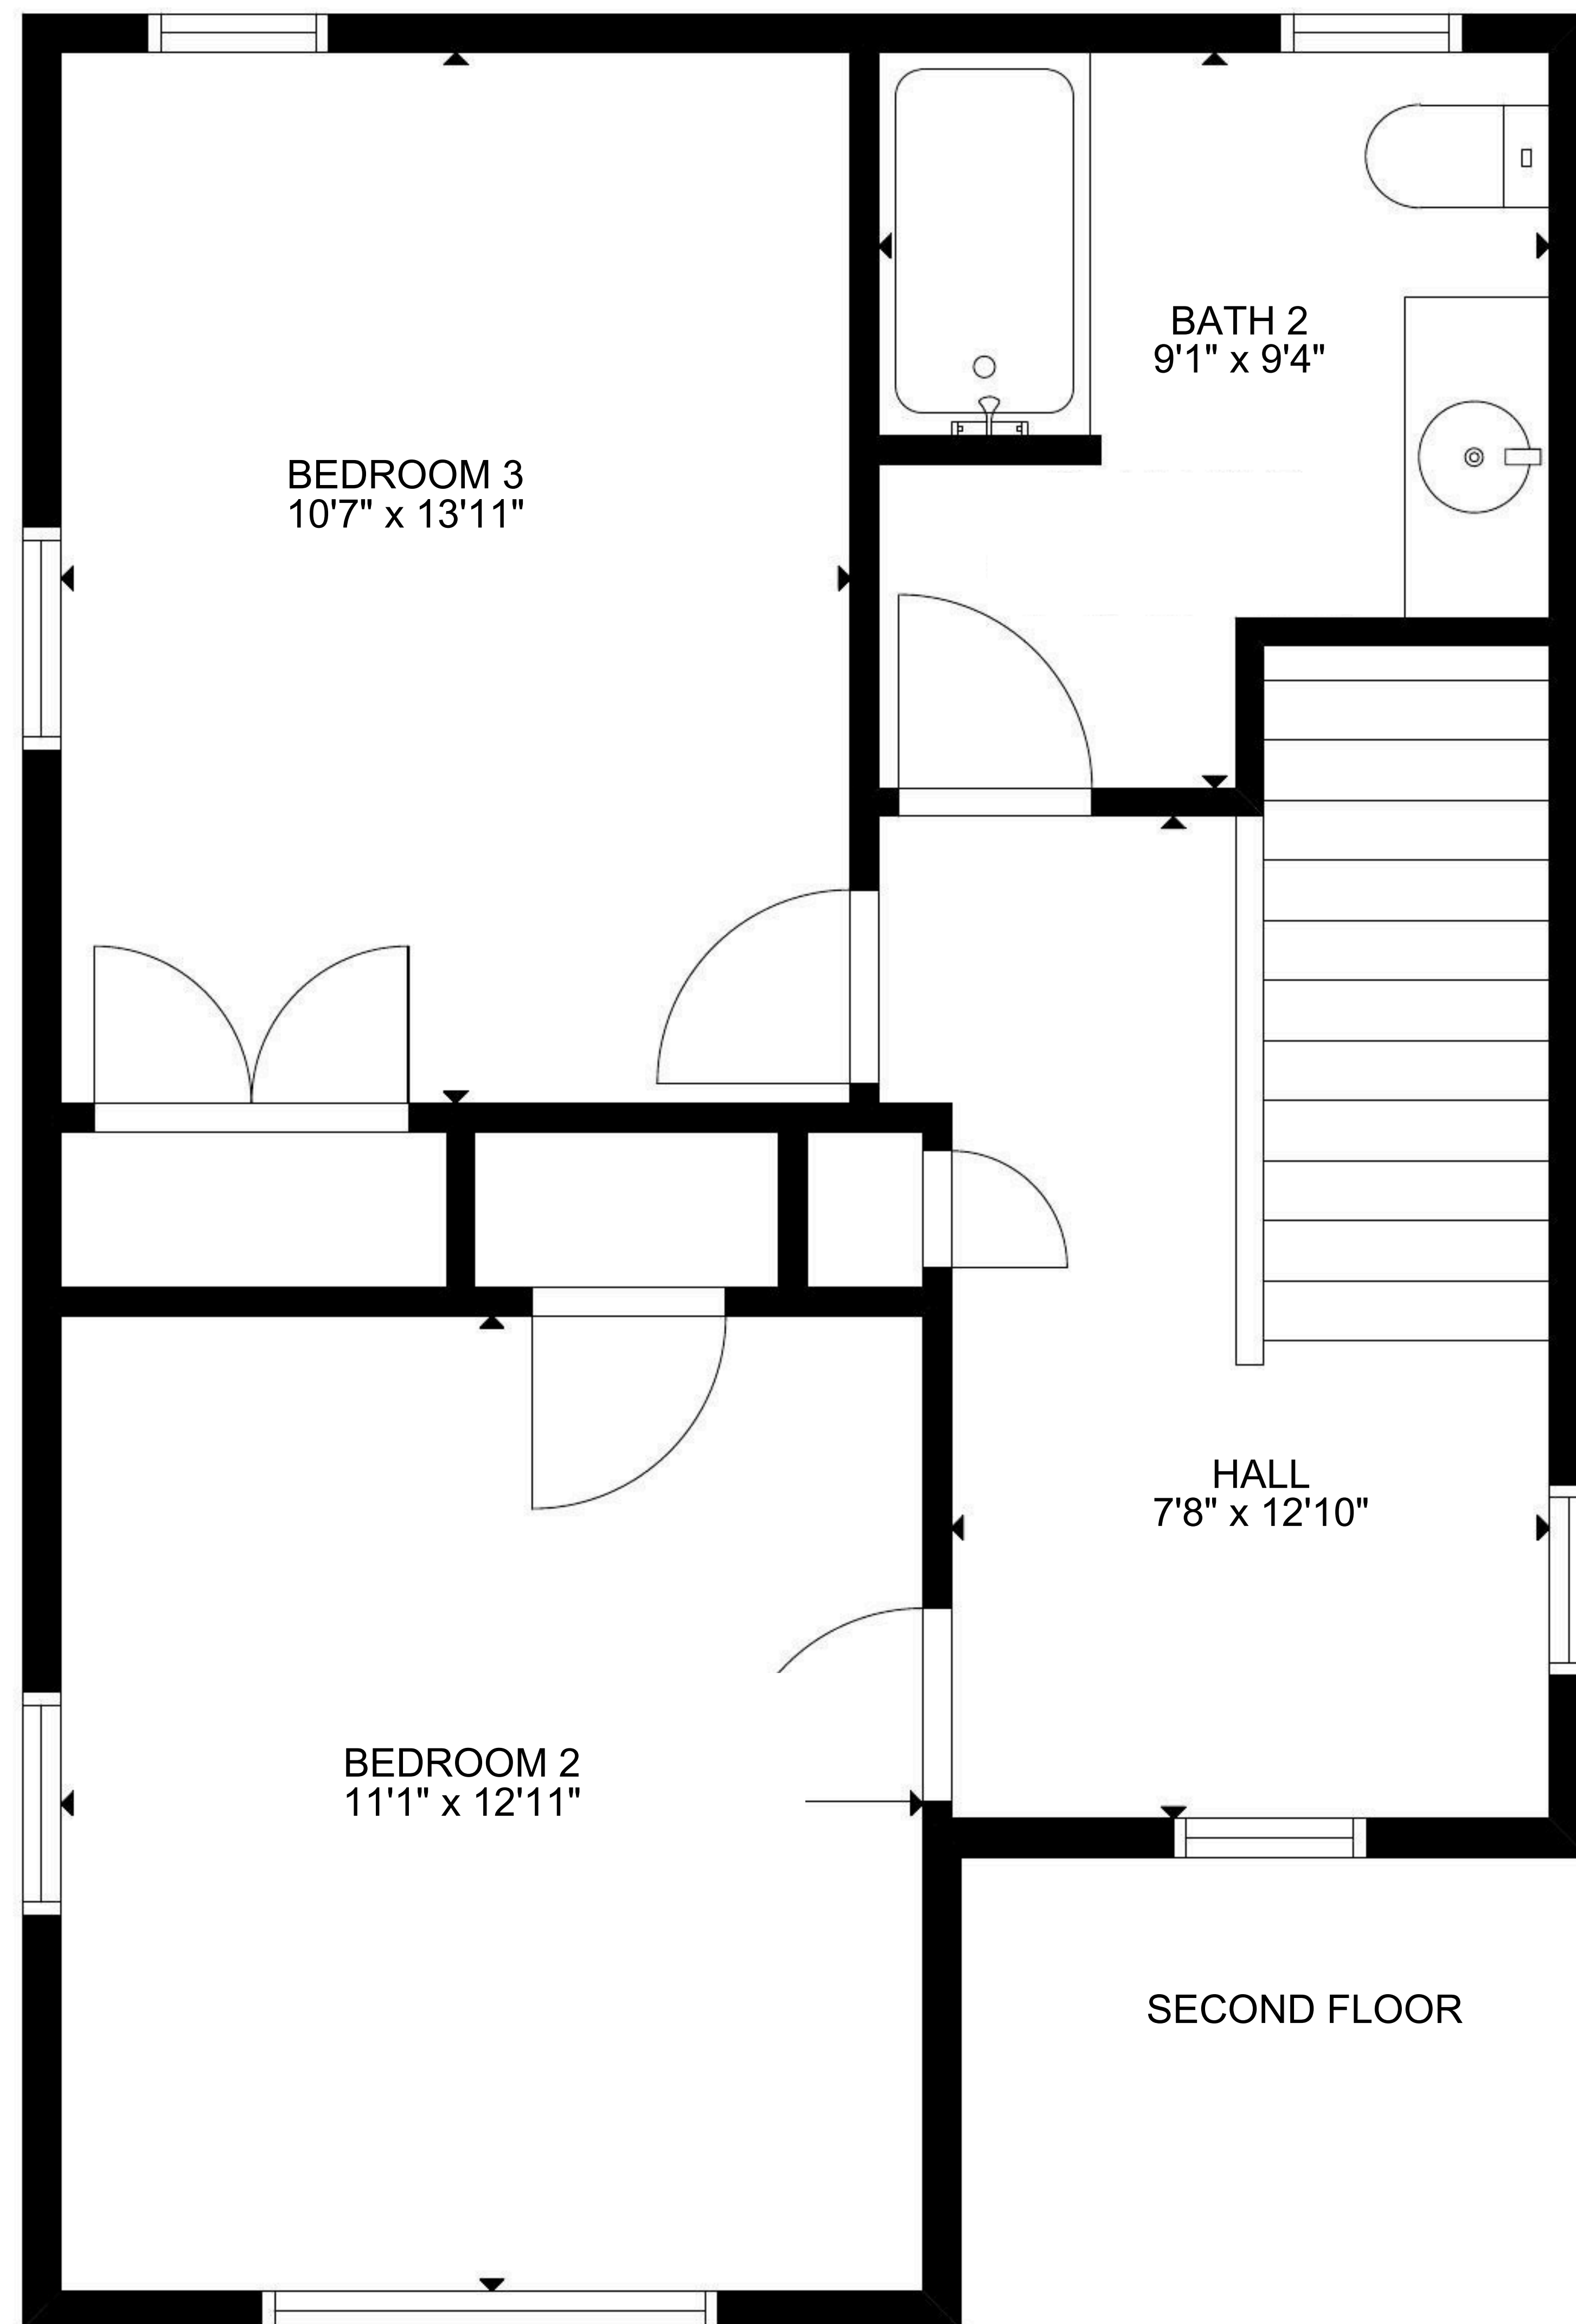 BATH 2
9'1" x 9'4"
BEDROOM 3
10'7" x 13'11"
HALL
7'8" x 12'10"
BEDROOM 2
11'1" x 12'11"
SECOND FLOOR